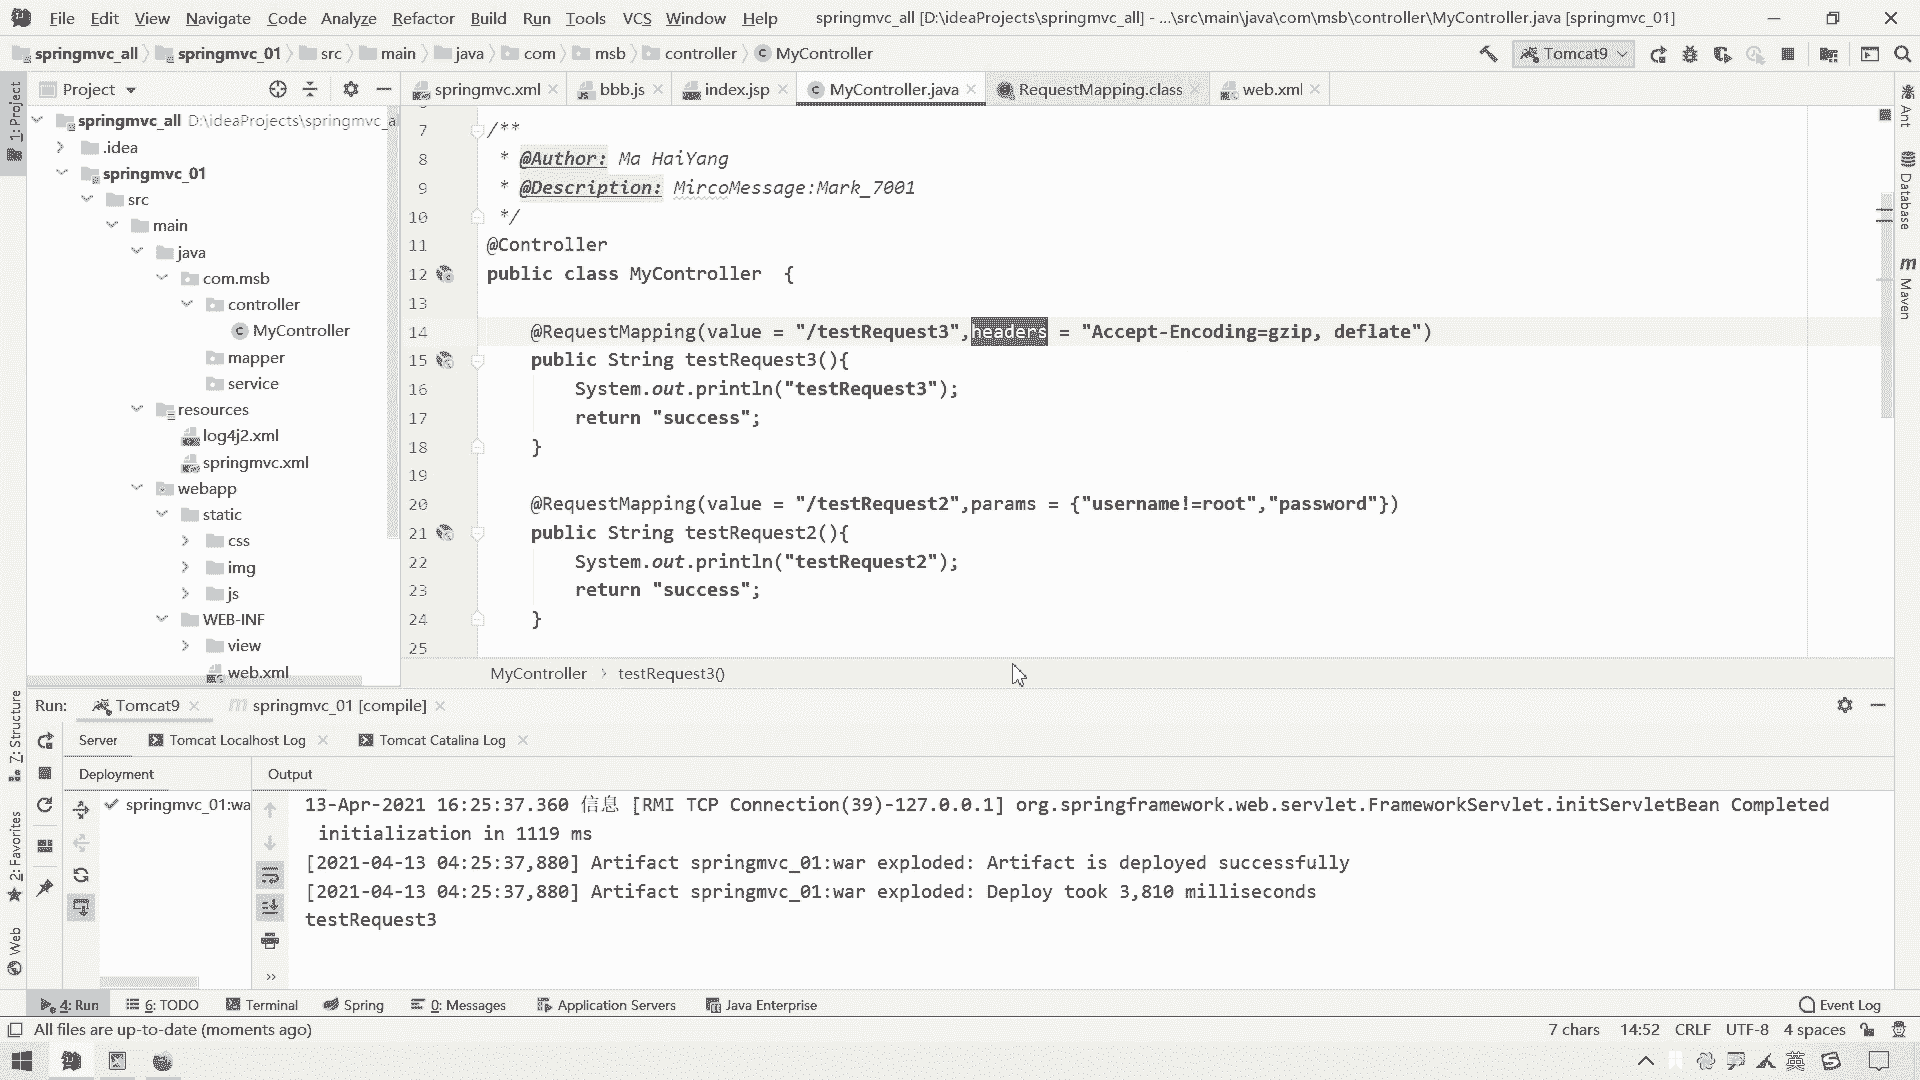 File Edit View Navigate Code Analyze Refactor Build Run Tools VCS Window Help springmvc_all [D:\ideaProjects\springmvc_all] - ...\src\main\java\com\msb\controller\MyController.java [springmvc_01]
springmvc_all springmvc_01 src main java com msb controller MyController Tomcat9
Project springmvc.xml bbb.js index.jsp MyController.java RequestMapping.class web.xml
1: Project
Ant
Database
Maven
springmvc_all D:\ideaProjects\springmvc_a
.idea
springmvc_01
src
main
java
com.msb
controller
MyController
mapper
service
resources
log4j2.xml
springmvc.xml
webapp
static
css
img
js
WEB-INF
view
web.xml
7 /**
8 * @Author: Ma HaiYang
9 * @Description: MircoMessage:Mark_7001
10 */
11 @Controller
12 public class MyController {
13
14 @RequestMapping(value = "/testRequest3",headers = "Accept-Encoding=gzip, deflate")
15 public String testRequest3(){
16 System.out.println("testRequest3");
17 return "success";
18 }
19
20 @RequestMapping(value = "/testRequest2",params = {"username!=root","password"})
21 public String testRequest2(){
22 System.out.println("testRequest2");
23 return "success";
24 }
25
MyController › testRequest3()
Run: Tomcat9 springmvc_01 [compile]
Server Tomcat Localhost Log Tomcat Catalina Log
Deployment Output
springmvc_01:wa
13-Apr-2021 16:25:37.360 信息 [RMI TCP Connection(39)-127.0.0.1] org.springframework.web.servlet.FrameworkServlet.initServletBean Completed
initialization in 1119 ms
[2021-04-13 04:25:37,880] Artifact springmvc_01:war exploded: Artifact is deployed successfully
[2021-04-13 04:25:37,880] Artifact springmvc_01:war exploded: Deploy took 3,810 milliseconds
testRequest3
Z: Structure
2: Favorites
Web
4: Run 6: TODO Terminal Spring 0: Messages Application Servers Java Enterprise Event Log
All files are up-to-date (moments ago) 7 chars 14:52 CRLF UTF-8 4 spaces
英